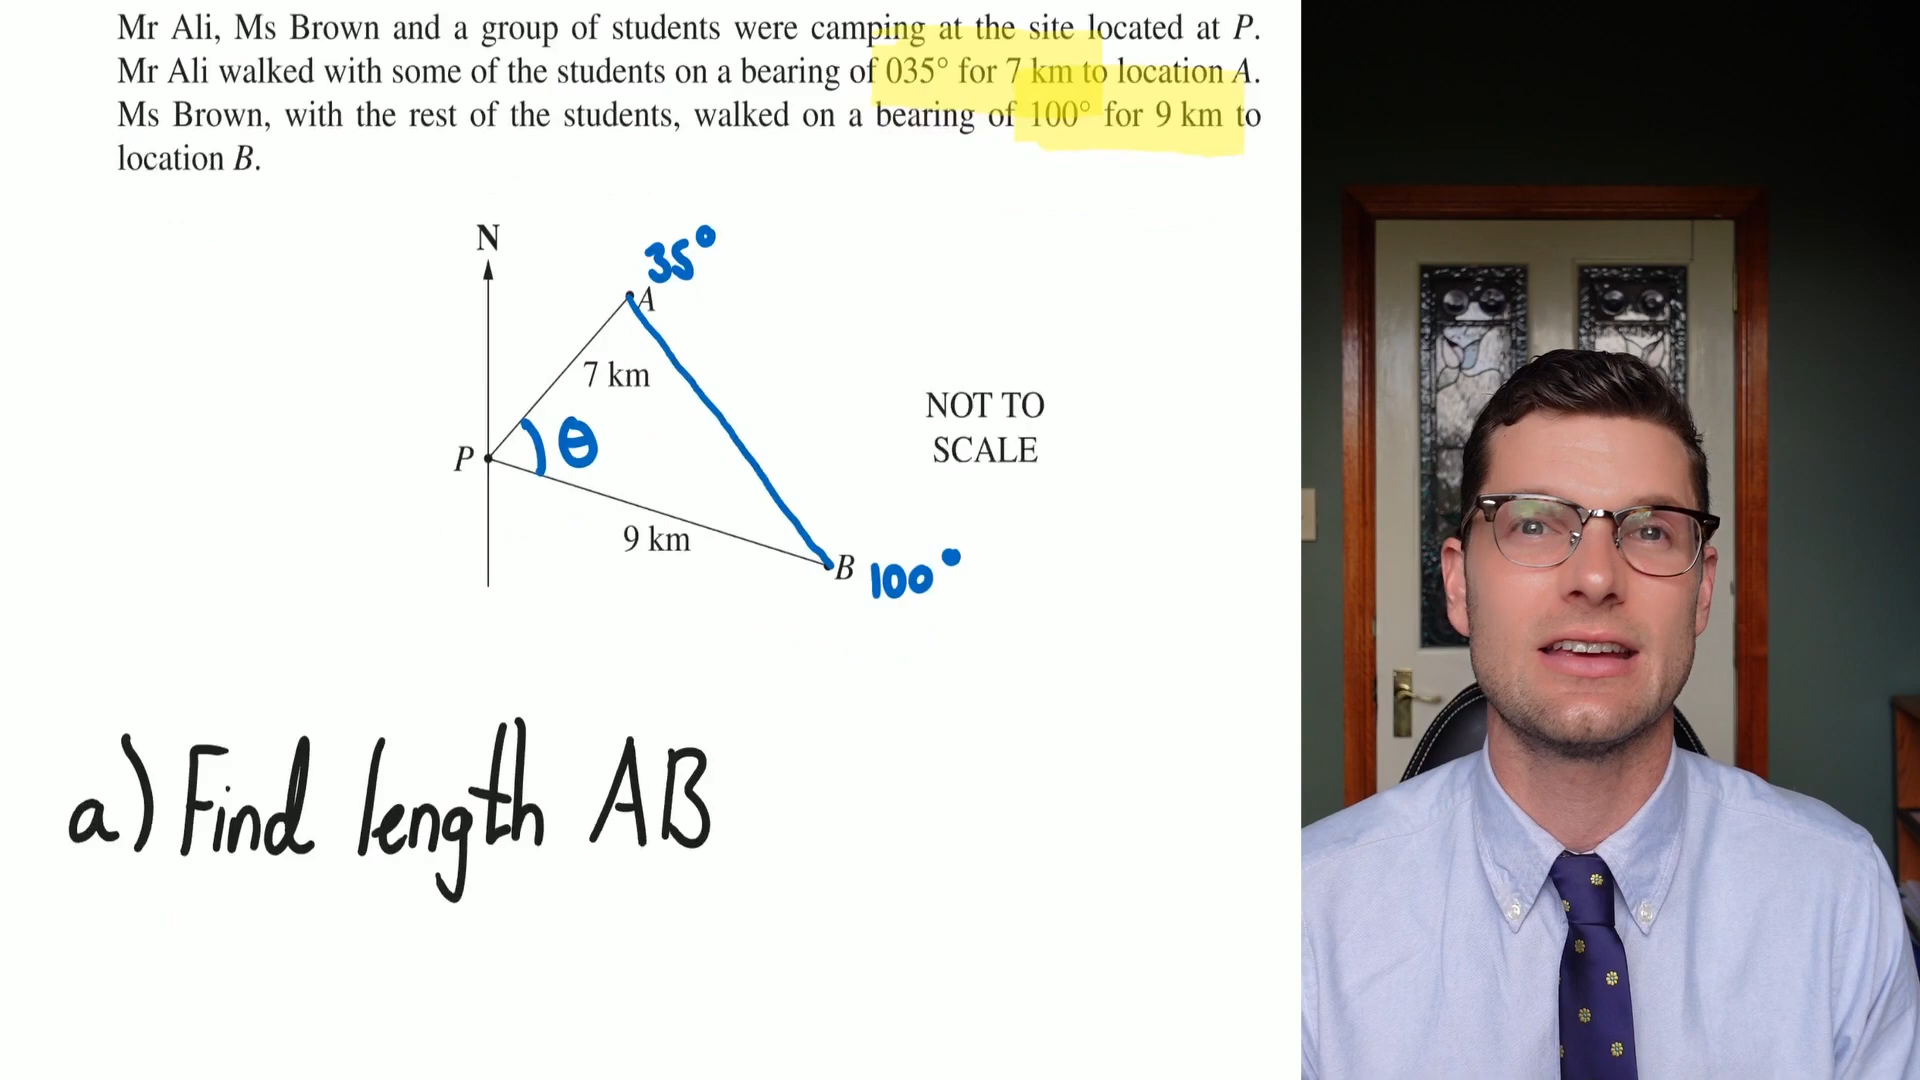 Mr Ali, Ms Brown and a group of students were camping at the site located at P.
Mr Ali walked with some of the students on a bearing of 035° for 7 km to location A.
Ms Brown, with the rest of the students, walked on a bearing of 100° for 9 km to
location B.
N
35°
A
7 km
θ
P
NOT TO
SCALE
9 km
B
100°
a) Find length AB